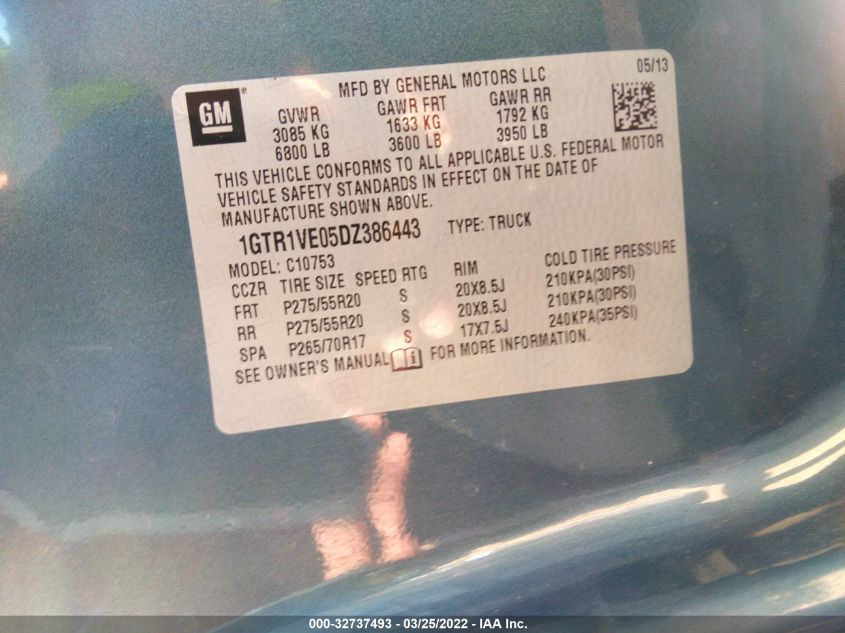 GM
®
MFD BY GENERAL MOTORS LLC 05/13
GVWR GAWR FRT GAWR RR
3085 KG 1633 KG 1792 KG
6800 LB 3600 LB 3950 LB
THIS VEHICLE CONFORMS TO ALL APPLICABLE U.S. FEDERAL MOTOR
VEHICLE SAFETY STANDARDS IN EFFECT ON THE DATE OF
MANUFACTURE SHOWN ABOVE.
1GTR1VE05DZ386443 TYPE: TRUCK
MODEL: C10753
CCZR TIRE SIZE SPEED RTG RIM COLD TIRE PRESSURE
FRT P275/55R20 S 20X8.5J 210KPA(30PSI)
RR P275/55R20 S 20X8.5J 210KPA(30PSI)
SPA P265/70R17 S 17X7.5J 240KPA(35PSI)
SEE OWNER'S MANUAL FOR MORE INFORMATION.
000-32737493 - 03/25/2022 - IAA Inc.